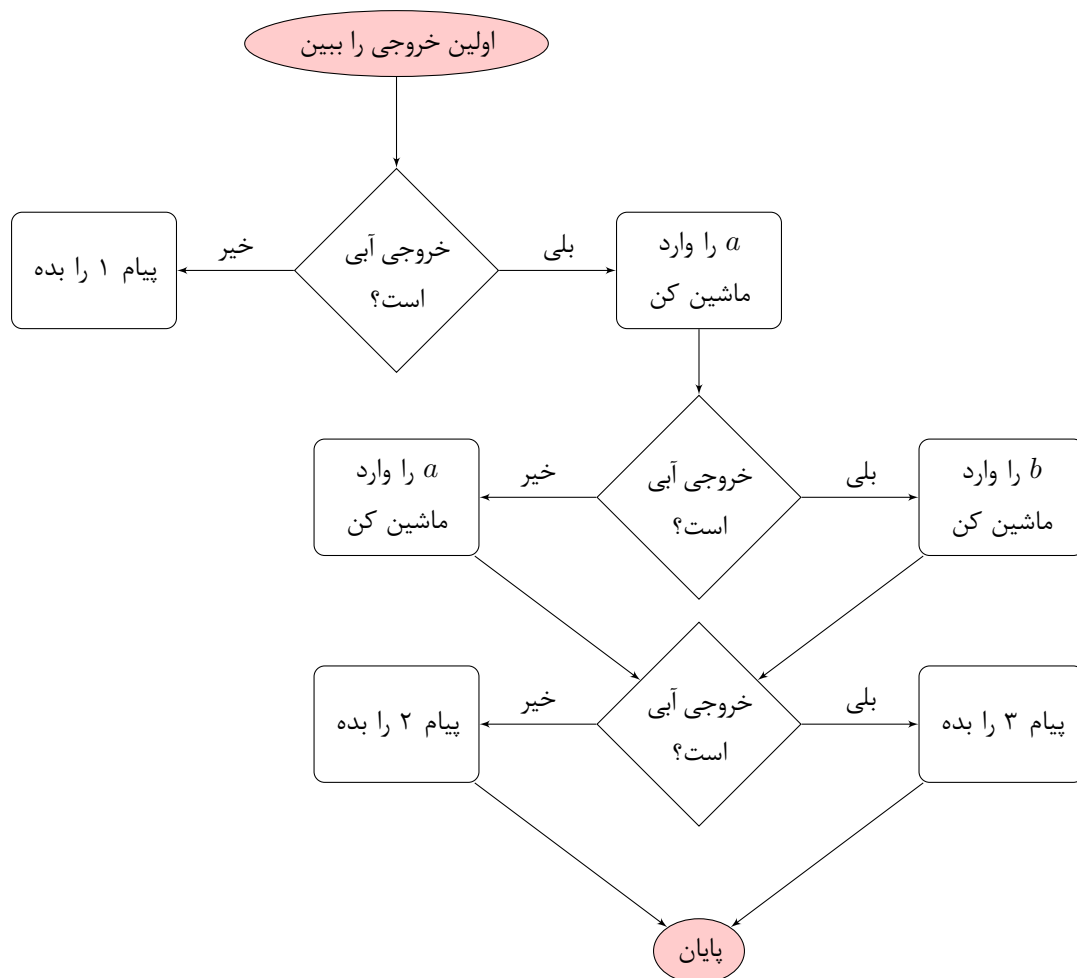 اولین خروجی را ببین
خروجی آبی
است؟
بلی
خیر
a را وارد
ماشین کن
پیام ۱ را بده
خروجی آبی
است؟
بلی
خیر
b را وارد
ماشین کن
a را وارد
ماشین کن
خروجی آبی
است؟
بلی
خیر
پیام ۳ را بده
پیام ۲ را بده
پایان